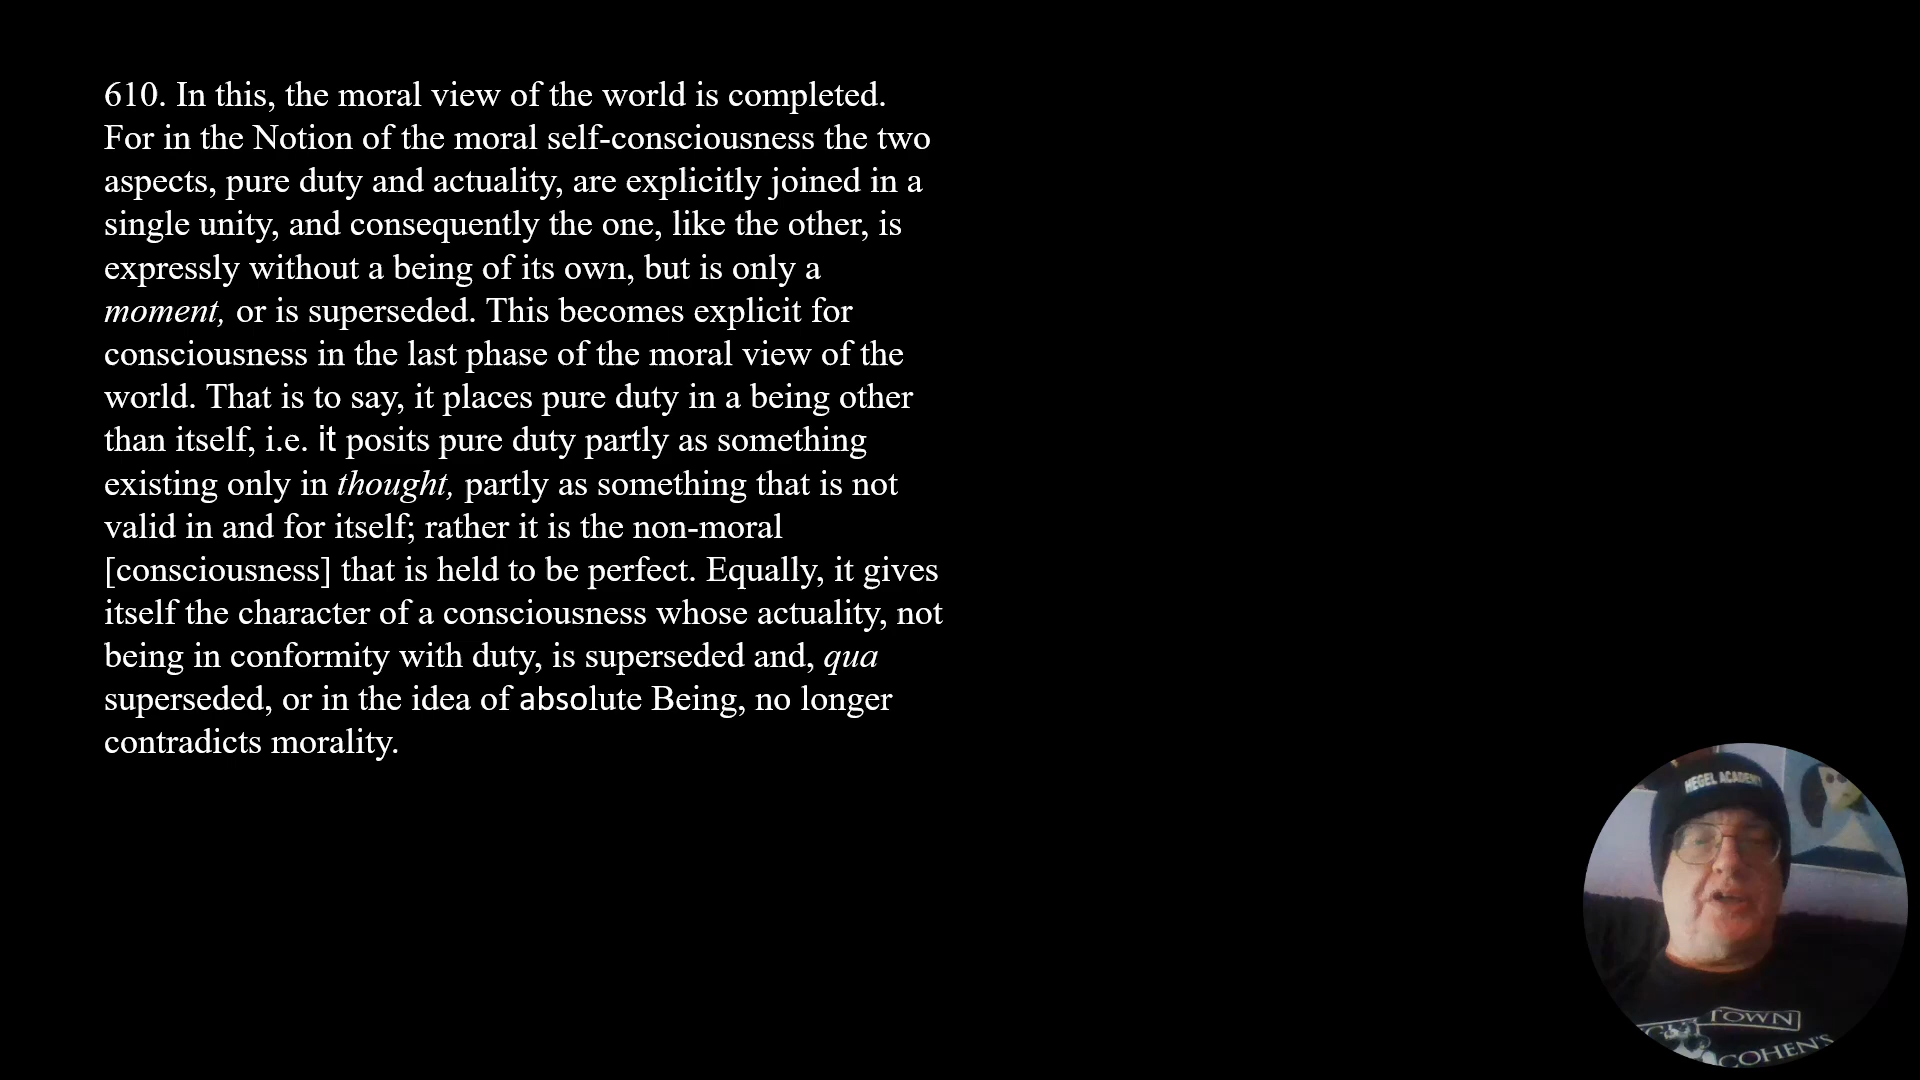 610. In this, the moral view of the world is completed.
For in the Notion of the moral self-consciousness the two
aspects, pure duty and actuality, are explicitly joined in a
single unity, and consequently the one, like the other, is
expressly without a being of its own, but is only a
moment, or is superseded. This becomes explicit for
consciousness in the last phase of the moral view of the
world. That is to say, it places pure duty in a being other
than itself, i.e. it posits pure duty partly as something
existing only in thought, partly as something that is not
valid in and for itself; rather it is the non-moral
[consciousness] that is held to be perfect. Equally, it gives
itself the character of a consciousness whose actuality, not
being in conformity with duty, is superseded and, qua
superseded, or in the idea of absolute Being, no longer
contradicts morality.
HEGEL ACADEMY
TOWN
COHEN'S